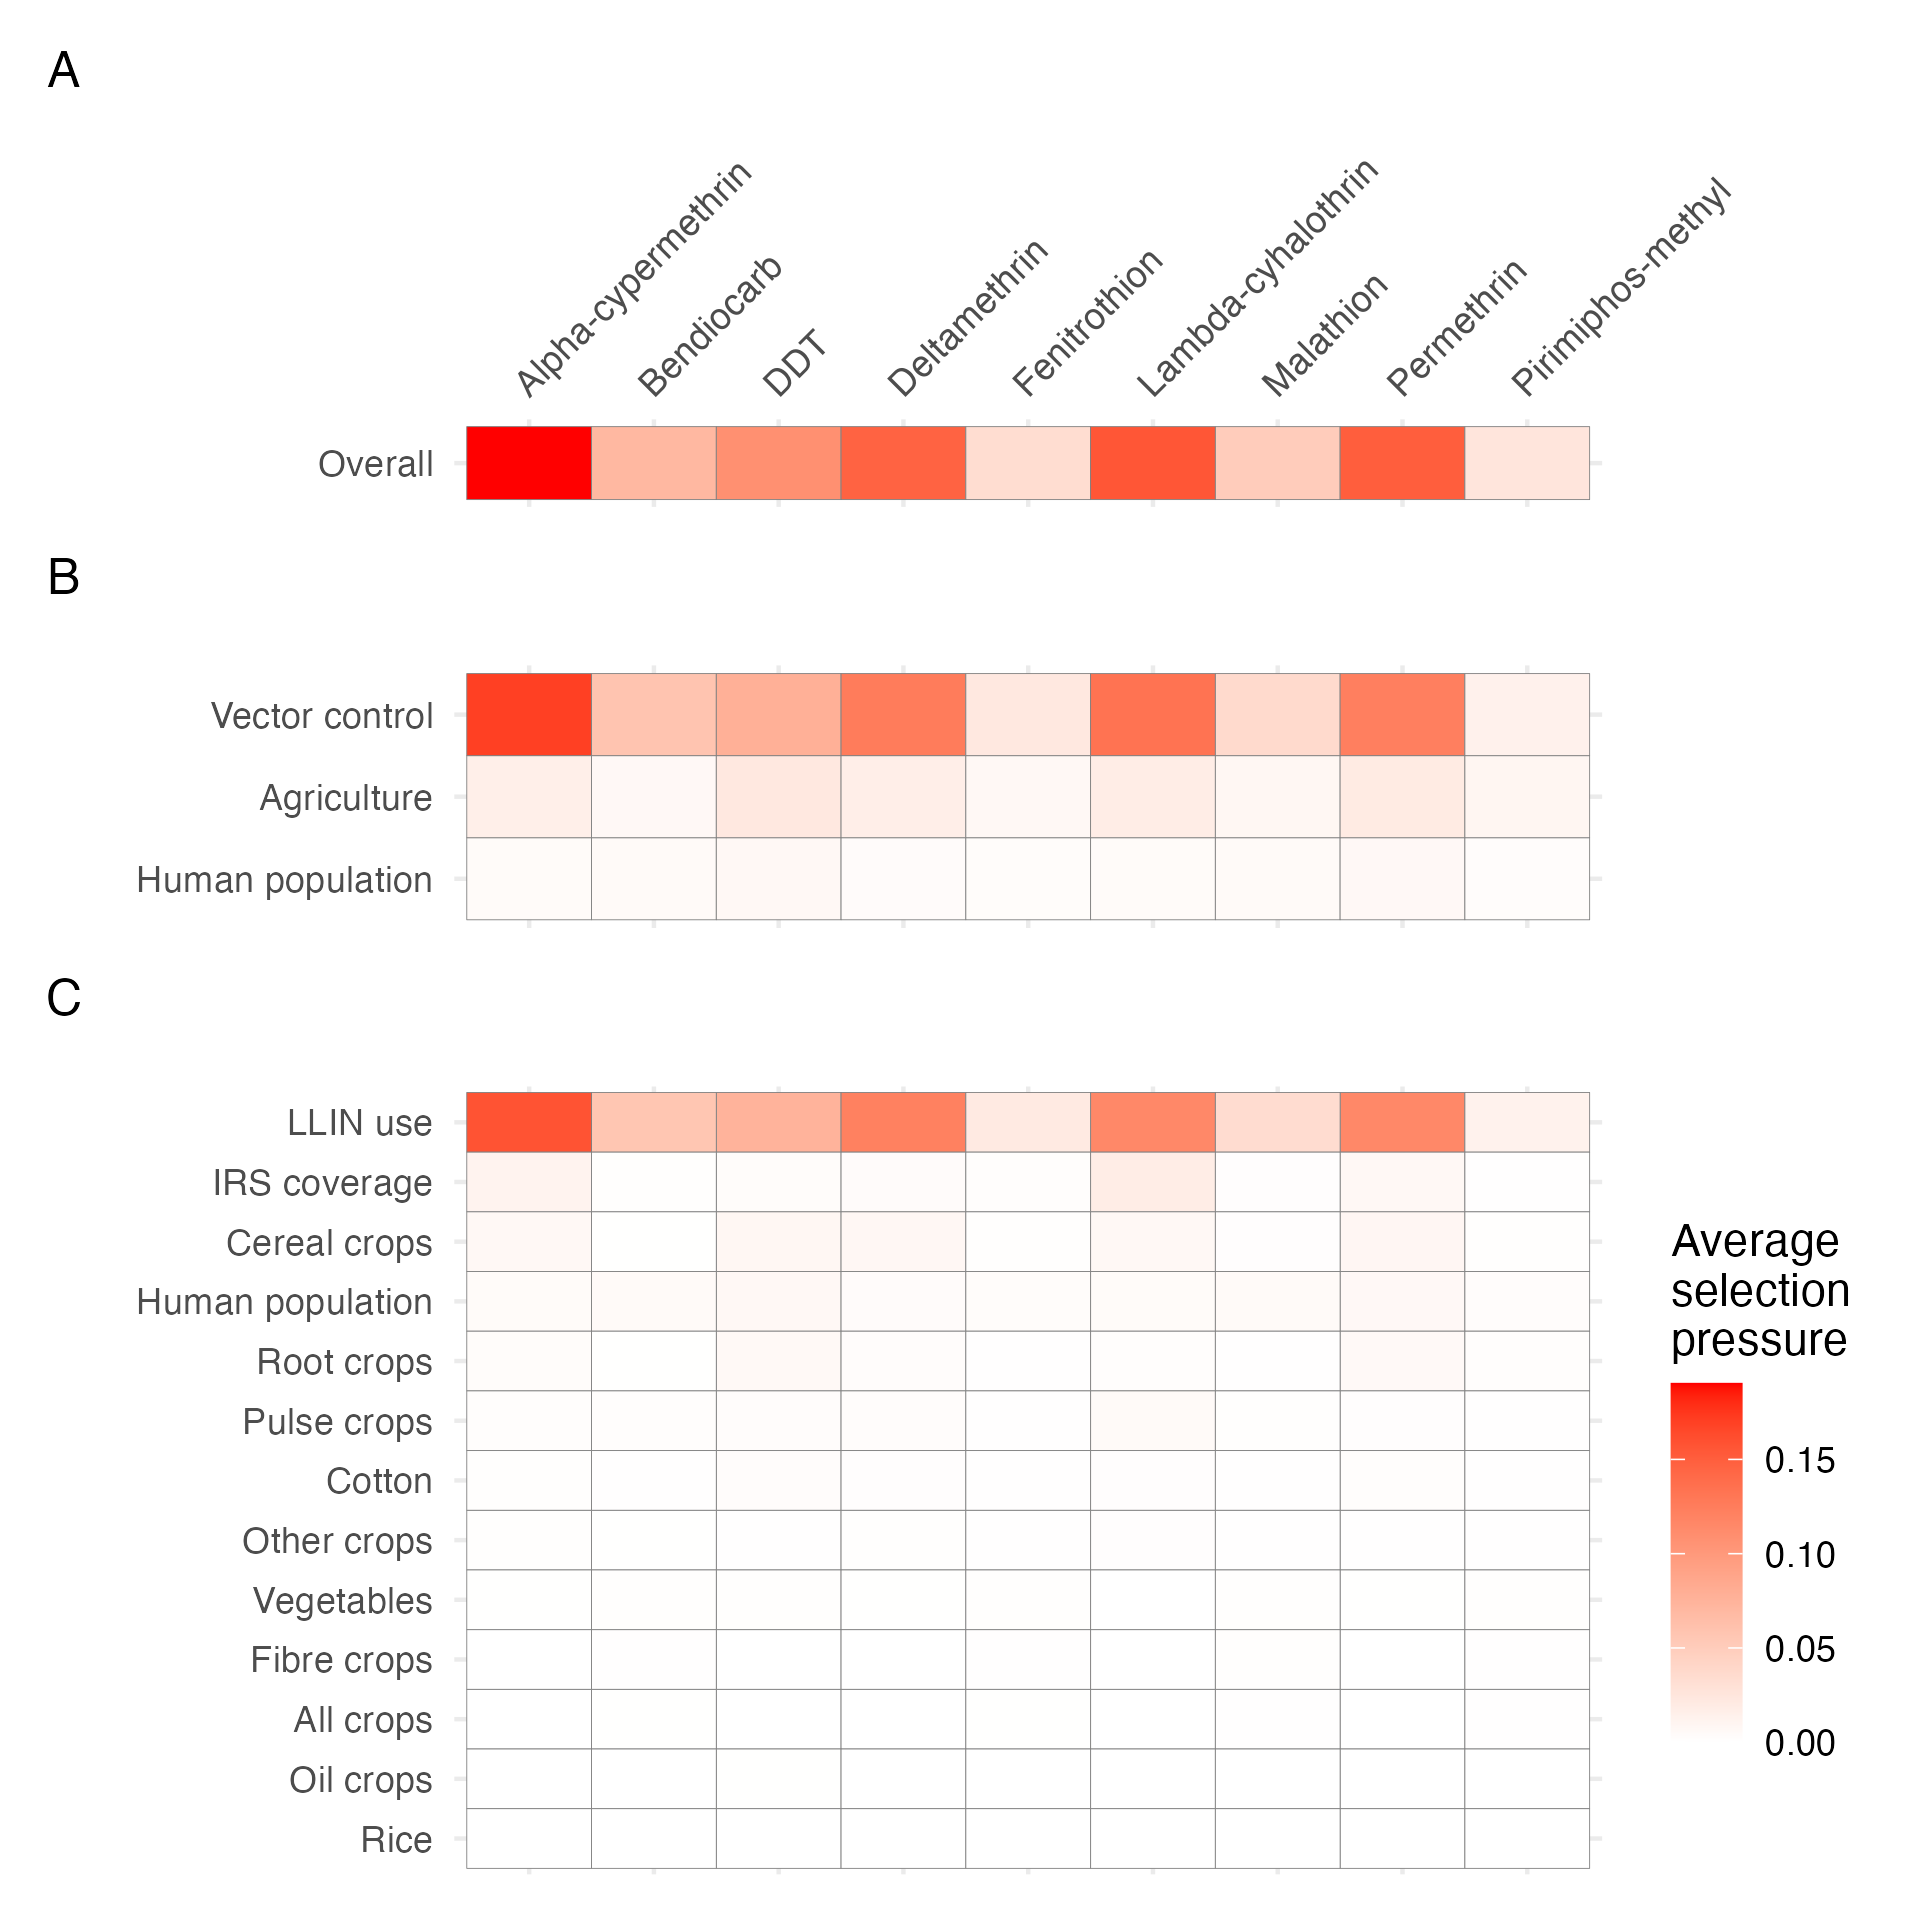 A
Alpha-cypermethrin
Bendiocarb
DDT
Deltamethrin
Fenitrothion
Lambda-cyhalothrin
Malathion
Permethrin
Pirimiphos-methyl
Overall
B
Vector control
Agriculture
Human population
C
LLIN use
IRS coverage
Cereal crops
Human population
Root crops
Pulse crops
Cotton
Other crops
Vegetables
Fibre crops
All crops
Oil crops
Rice
Average
selection
pressure
0.15
0.10
0.05
0.00